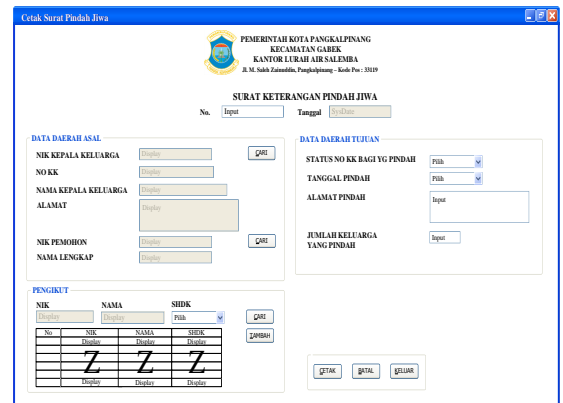 Cetak Surat Pindah Jiwa
PEMERINTAH KOTA PANGKALPINANG
KECAMATAN GABEK
KANTOR LURAH AIR SALEMBA
Jl. M. Saleh Zainuddin, Pangkalpinang – Kode Pos : 33119
SURAT KETERANGAN PINDAH JIWA
No. Input Tanggal SysDate
DATA DAERAH ASAL
NIK KEPALA KELUARGA Display CARI
NO KK Display
NAMA KEPALA KELUARGA Display
ALAMAT Display
NIK PEMOHON Display CARI
NAMA LENGKAP Display
DATA DAERAH TUJUAN
STATUS NO KK BAGI YG PINDAH Pilih
TANGGAL PINDAH Pilih
ALAMAT PINDAH Input
JUMLAH KELUARGA
YANG PINDAH Input
PENGIKUT
NIK NAMA SHDK
Display Display Pilih CARI
TAMBAH
No NIK NAMA SHDK
Display Display Display
Z Z Z
Display Display Display
CETAK BATAL KELUAR